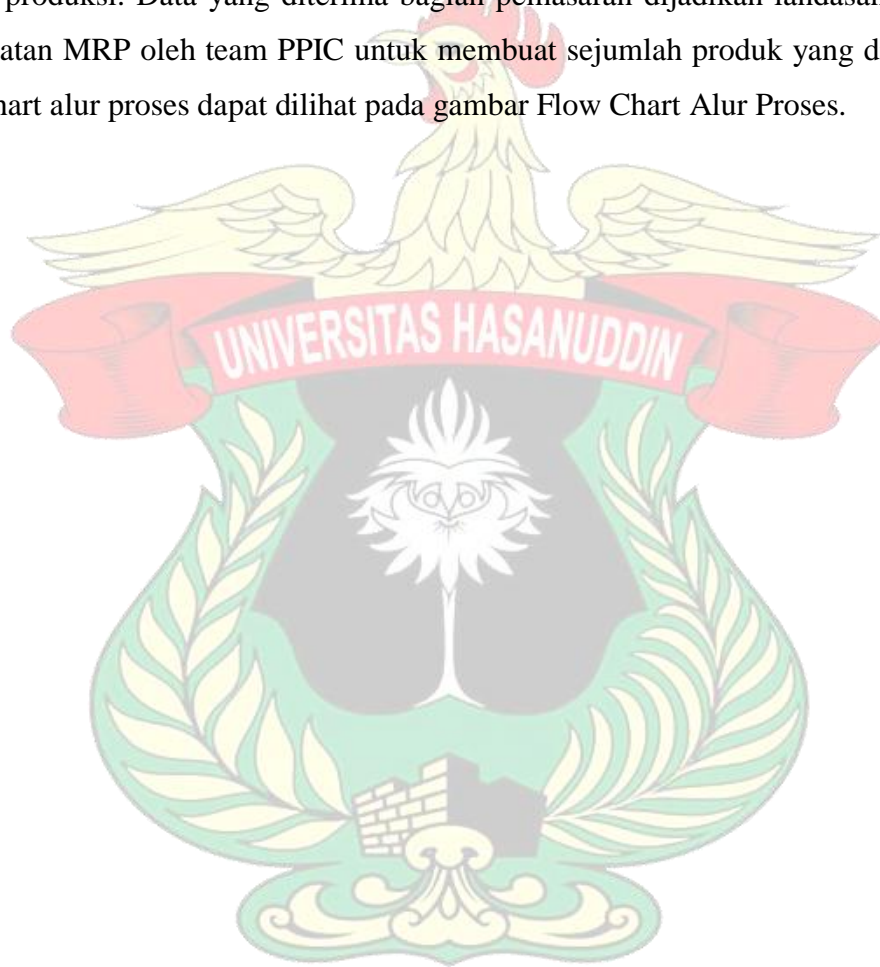 produksi. Data yang diterima bagian pemasaran dijadikan landasan
atan MRP oleh team PPIC untuk membuat sejumlah produk yang d
hart alur proses dapat dilihat pada gambar Flow Chart Alur Proses.
UNIVERSITAS HASANUDDIN